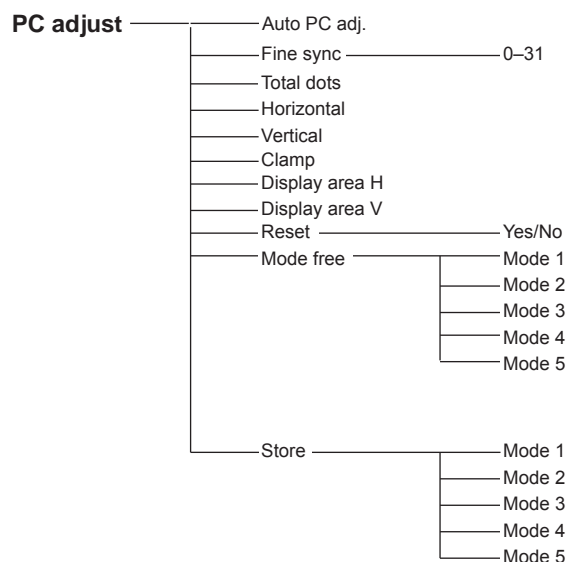 PC adjust Auto PC adj.
Fine sync 0–31
Total dots
Horizontal
Vertical
Clamp
Display area H
Display area V
Reset Yes/No
Mode free Mode 1
Mode 2
Mode 3
Mode 4
Mode 5
Store Mode 1
Mode 2
Mode 3
Mode 4
Mode 5